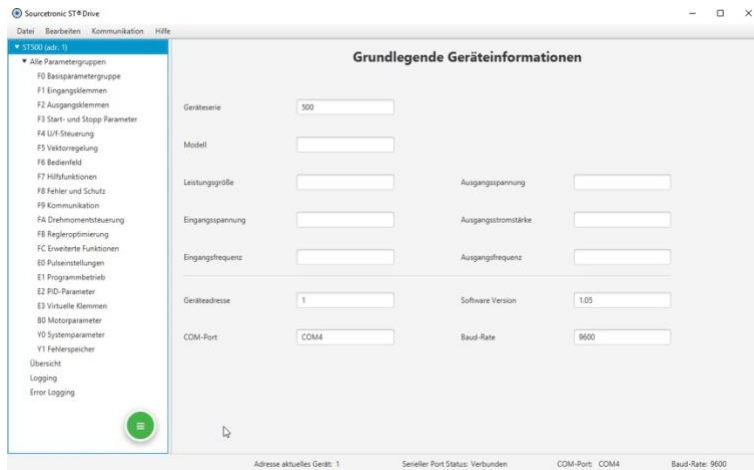 Sourcetronic ST®Drive
Datei Bearbeiten Kommunikation Hilfe
ST500 (adr. 1)
Alle Parametergruppen
F0 Basisparametergruppe
F1 Eingangsklemmen
F2 Ausgangsklemmen
F3 Start- und Stopp Parameter
F4 U/f-Steuerung
F5 Vektorregelung
F6 Bedienfeld
F7 Hilfsfunktionen
F8 Fehler und Schutz
F9 Kommunikation
FA Drehmomentsteuerung
FB Regleroptimierung
FC Erweiterte Funktionen
E0 Pulseinstellungen
E1 Programmbetrieb
E2 PID-Parameter
E3 Virtuelle Klemmen
B0 Motorparameter
Y0 Systemparameter
Y1 Fehlerspeicher
Übersicht
Logging
Error Logging
Grundlegende Geräteinformationen
Geräteserie 500
Modell
Leistungsgröße Ausgangsspannung
Eingangsspannung Ausgangsstromstärke
Eingangsfrequenz Ausgangsfrequenz
Geräteadresse 1 Software Version 1.05
COM-Port COM4 Baud-Rate 9600
Adresse aktuelles Gerät: 1 Serieller Port Status: Verbunden COM-Port: COM4 Baud-Rate: 9600